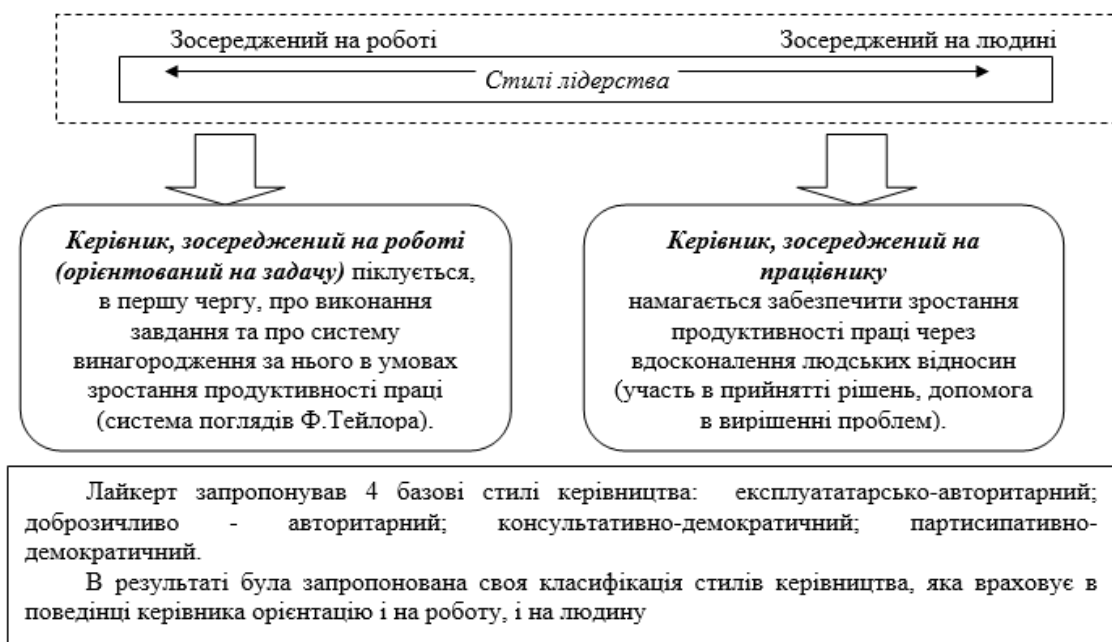 Зосереджений на роботі
Зосереджений на людині
Стилі лідерства
Керівник, зосереджений на роботі
(орієнтований на задачу) піклується,
в першу чергу, про виконання
завдання та про систему
винагородження за нього в умовах
зростання продуктивності праці
(система поглядів Ф.Тейлора).
Керівник, зосереджений на
працівнику
намагається забезпечити зростання
продуктивності праці через
вдосконалення людських відносин
(участь в прийнятті рішень, допомога
в вирішенні проблем).
Лайкерт запропонував 4 базові стилі керівництва: експлуататарсько-авторитарний;
доброзичливо - авторитарний; консультативно-демократичний; партисипативно-
демократичний.
В результаті була запропонована своя класифікація стилів керівництва, яка враховує в
поведінці керівника орієнтацію і на роботу, і на людину